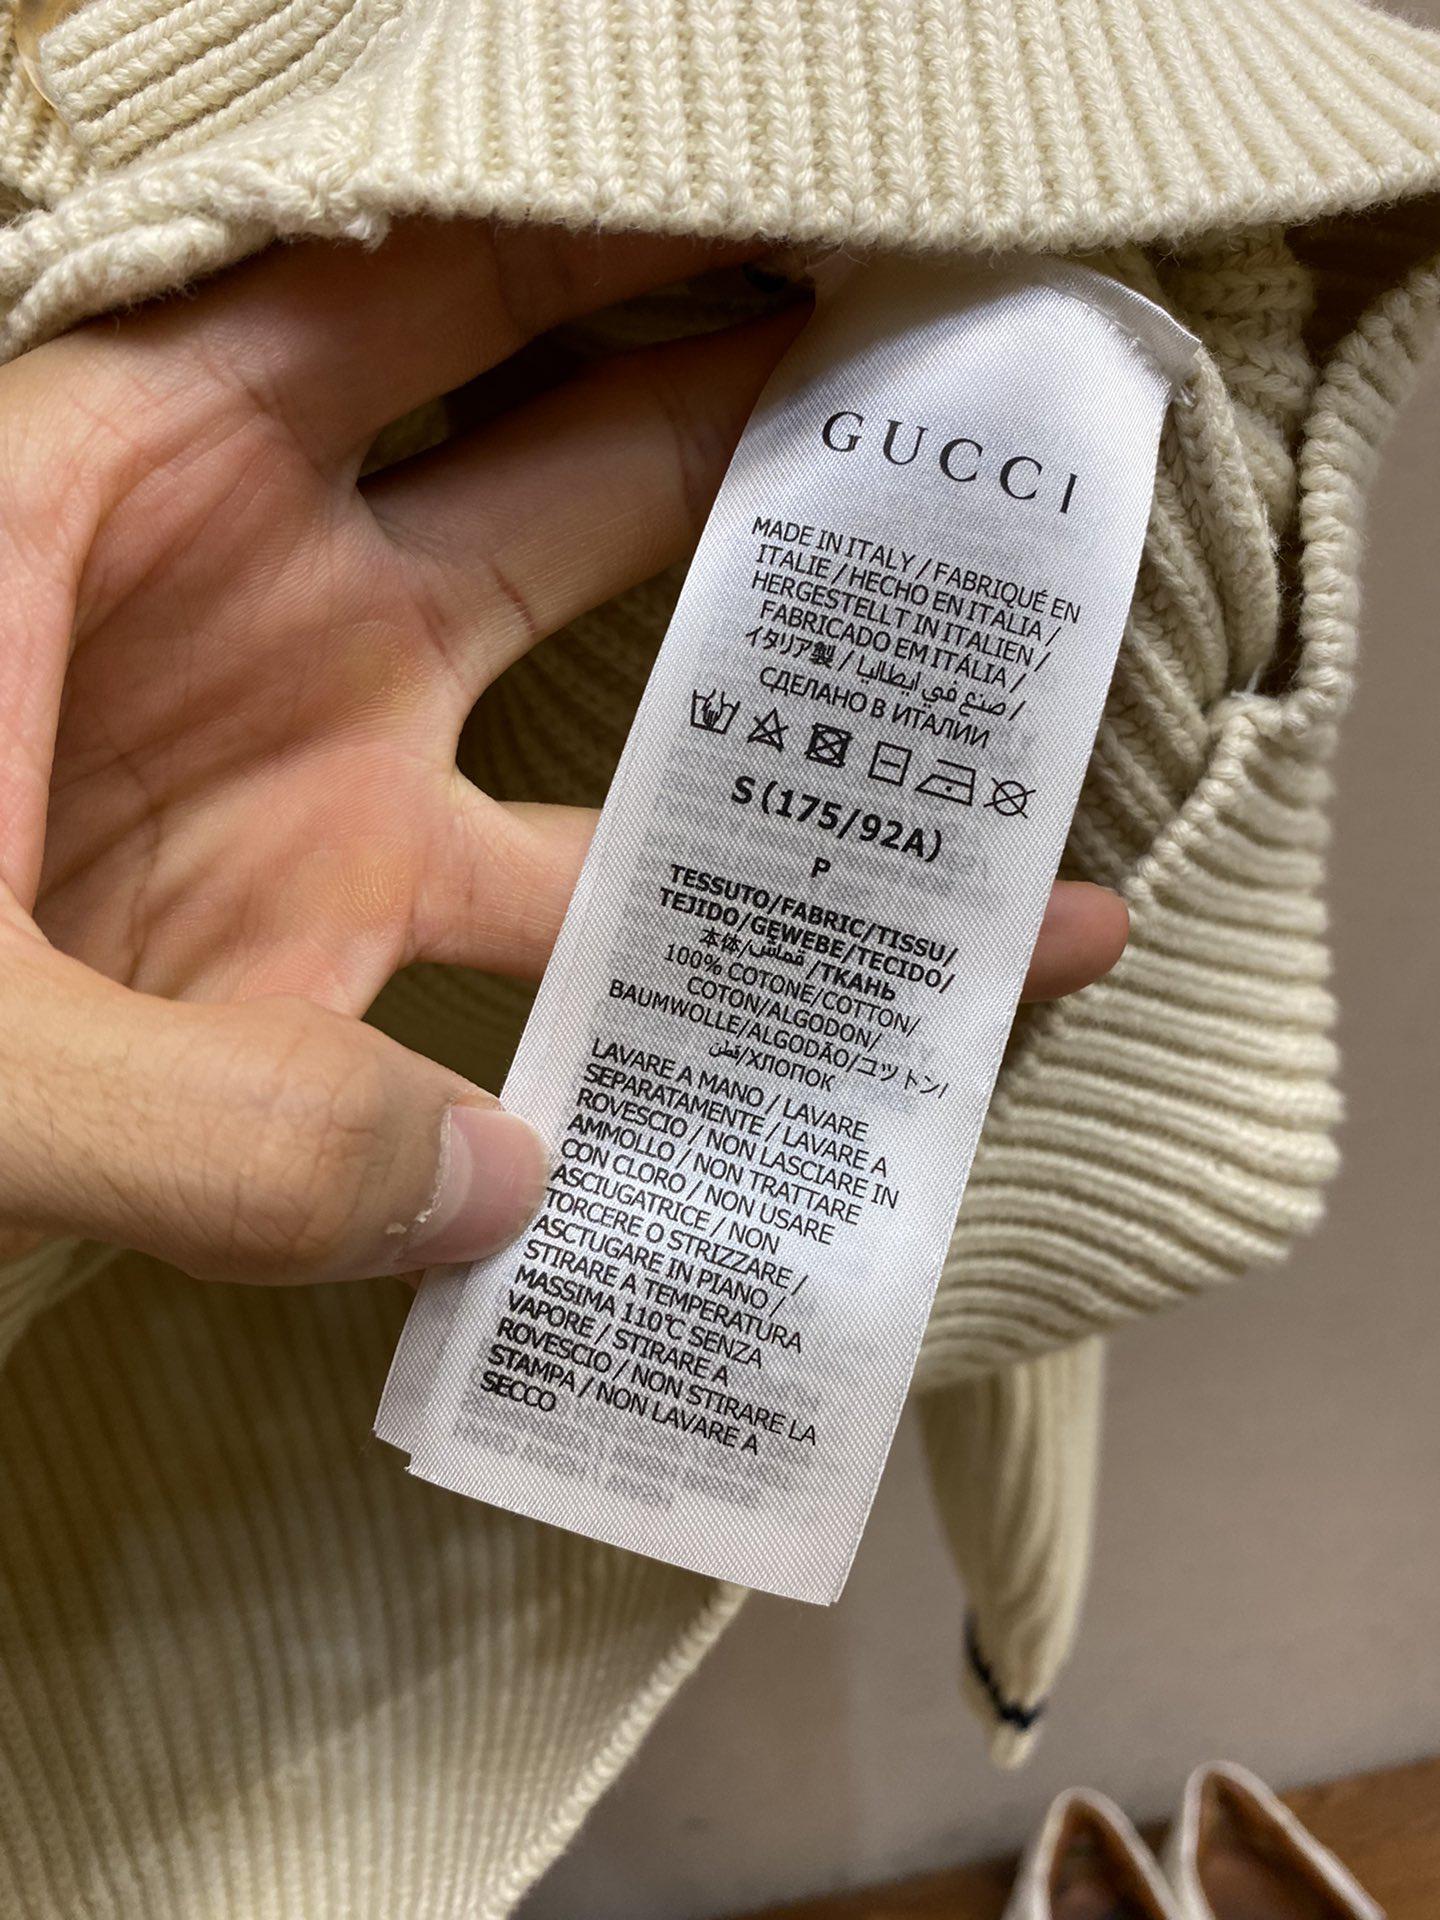 GUCCI
MADE IN ITALY / FABRIQUÉ EN
ITALIE / HECHO EN ITALIA /
HERGESTELLT IN ITALIEN /
FABRICADO EM ITÁLIA /
イタリア製 / صنع في ايطاليا /
СДЕЛАНО В ИТАЛИИ
S (175/92A)
P
TESSUTO/FABRIC/TISSU/
TEJIDO/GEWEBE/TECIDO/
本体/قماش/ТКАНЬ
100% COTONE/COTTON/
COTON/ALGODON/
BAUMWOLLE/ALGODÃO/コットン/
قطن/ХЛОПОК
LAVARE A MANO / LAVARE
SEPARATAMENTE / LAVARE A
ROVESCIO / NON LASCIARE IN
AMMOLLO / NON TRATTARE
CON CLORO / NON USARE
ASCIUGATRICE / NON
TORCERE O STRIZZARE /
ASCTUGARE IN PIANO /
STIRARE A TEMPERATURA
MASSIMA 110°C SENZA
VAPORE / STIRARE A
ROVESCIO / NON STIRARE LA
STAMPA / NON LAVARE A
SECCO